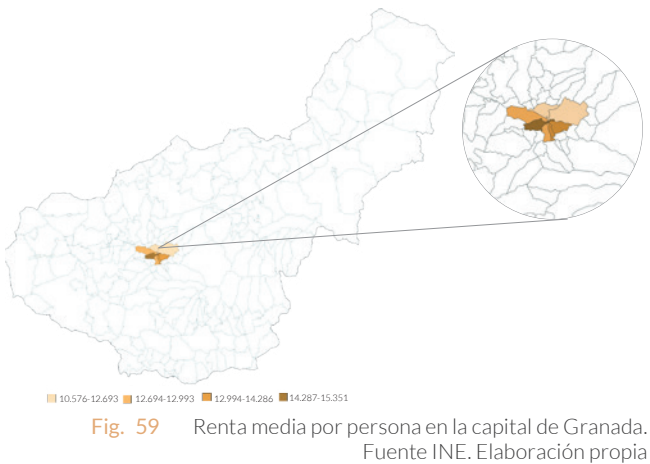 10.576-12.693 12.694-12.993 12.994-14.286 14.287-15.351
Fig. 59 Renta media por persona en la capital de Granada.
Fuente INE. Elaboración propia